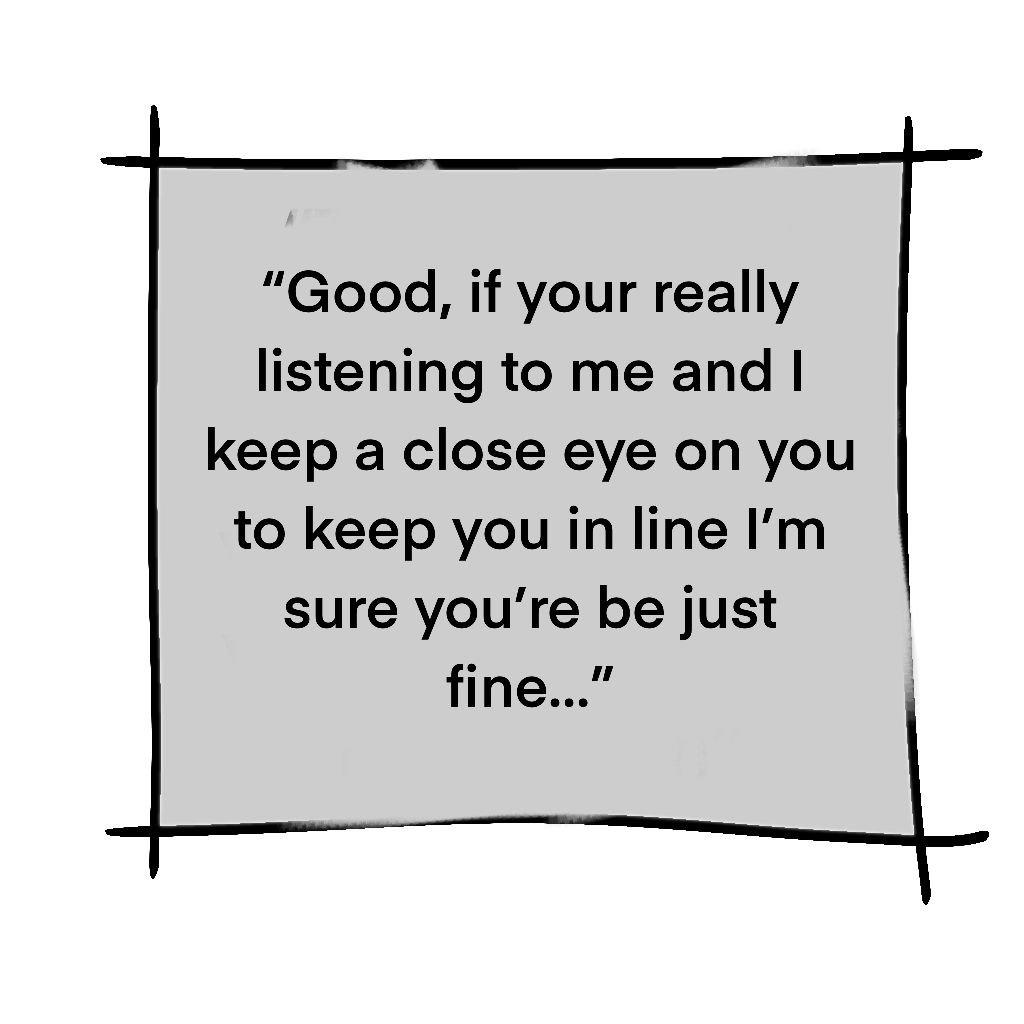 “Good, if your really
listening to me and I
keep a close eye on you
to keep you in line I’m
sure you’re be just
fine...”